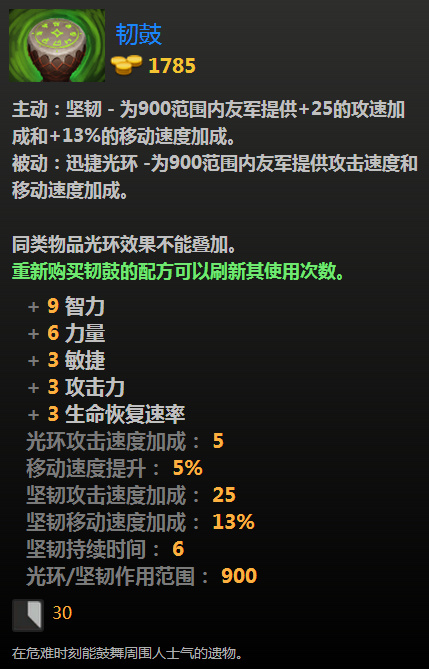 韧鼓
1785
主动：坚韧 - 为900范围内友军提供+25的攻速加
成和+13%的移动速度加成。
被动：迅捷光环 -为900范围内友军提供攻击速度和
移动速度加成。
同类物品光环效果不能叠加。
重新购买韧鼓的配方可以刷新其使用次数。
+ 9 智力
+ 6 力量
+ 3 敏捷
+ 3 攻击力
+ 3 生命恢复速率
光环攻击速度加成： 5
移动速度提升： 5%
坚韧攻击速度加成： 25
坚韧移动速度加成： 13%
坚韧持续时间： 6
光环/坚韧作用范围： 900
30
在危难时刻能鼓舞周围人士气的遗物。